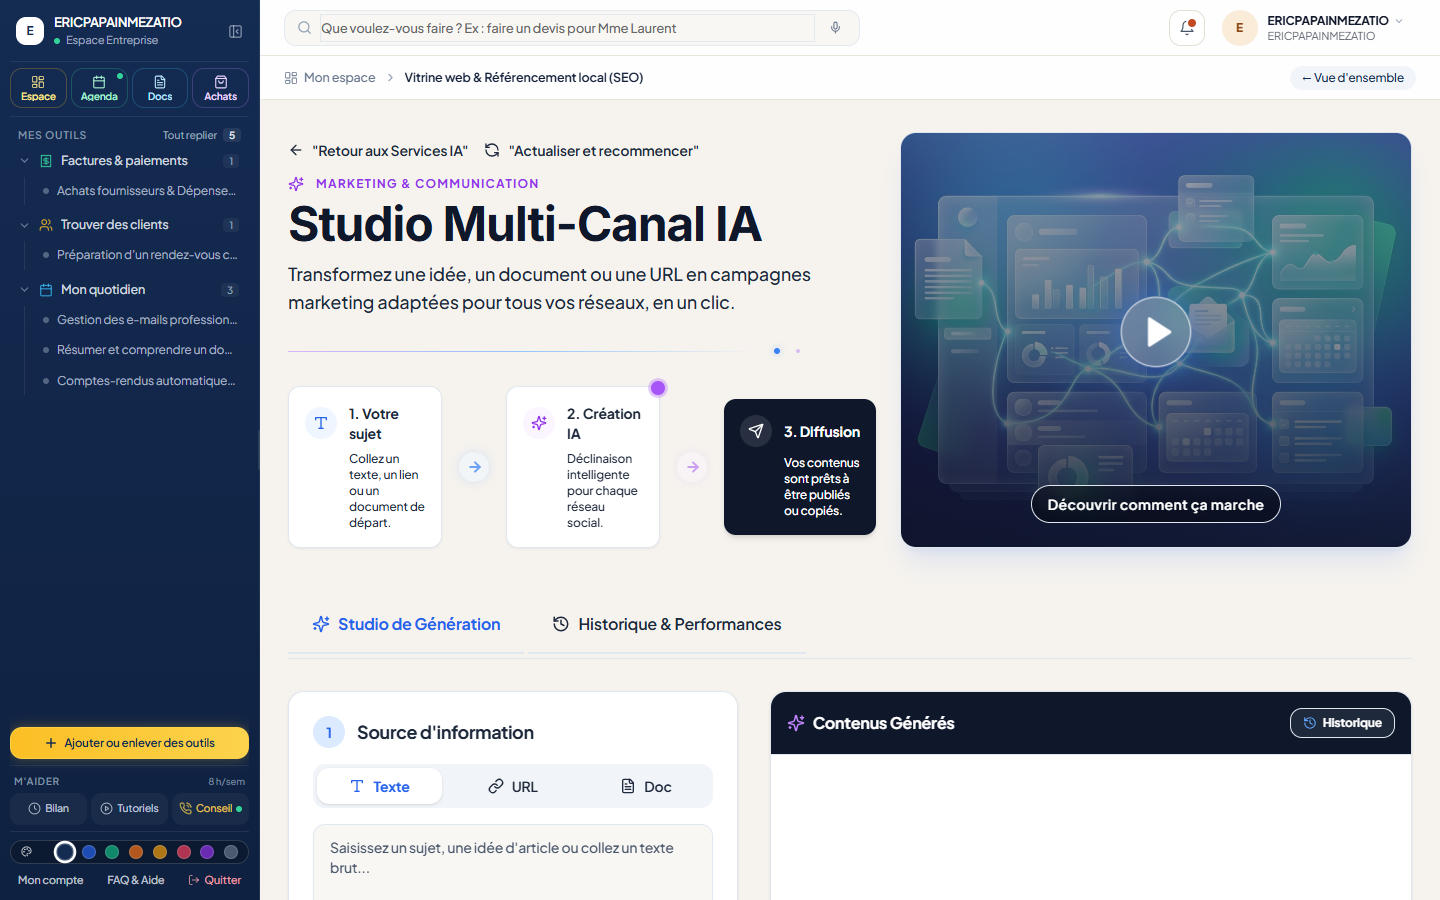 E
ERICPAPAINMEZATIO
Espace Entreprise
Espace
Agenda
Docs
Achats
MES OUTILS
Tout replier
5
Factures & paiements
1
Achats fournisseurs & Dépense...
Trouver des clients
1
Préparation d'un rendez-vous c...
Mon quotidien
3
Gestion des e-mails profession...
Résumer et comprendre un do...
Comptes-rendus automatique...
Ajouter ou enlever des outils
M'AIDER
8 h/sem
Bilan
Tutoriels
Conseil
Mon compte
FAQ & Aide
Quitter
Que voulez-vous faire ? Ex : faire un devis pour Mme Laurent
E
ERICPAPAINMEZATIO
ERICPAPAINMEZATIO
Mon espace
Vitrine web & Référencement local (SEO)
← Vue d'ensemble
"Retour aux Services IA"
"Actualiser et recommencer"
MARKETING & COMMUNICATION
Studio Multi-Canal IA
Transformez une idée, un document ou une URL en campagnes
marketing adaptées pour tous vos réseaux, en un clic.
1. Votre
sujet
Collez un
texte, un lien
ou un
document de
départ.
2. Création
IA
Déclinaison
intelligente
pour chaque
réseau
social.
3. Diffusion
Vos contenus
sont prêts à
être publiés
ou copiés.
Découvrir comment ça marche
Studio de Génération
Historique & Performances
1
Source d'information
Texte
URL
Doc
Saisissez un sujet, une idée d'article ou collez un texte
brut...
Contenus Générés
Historique